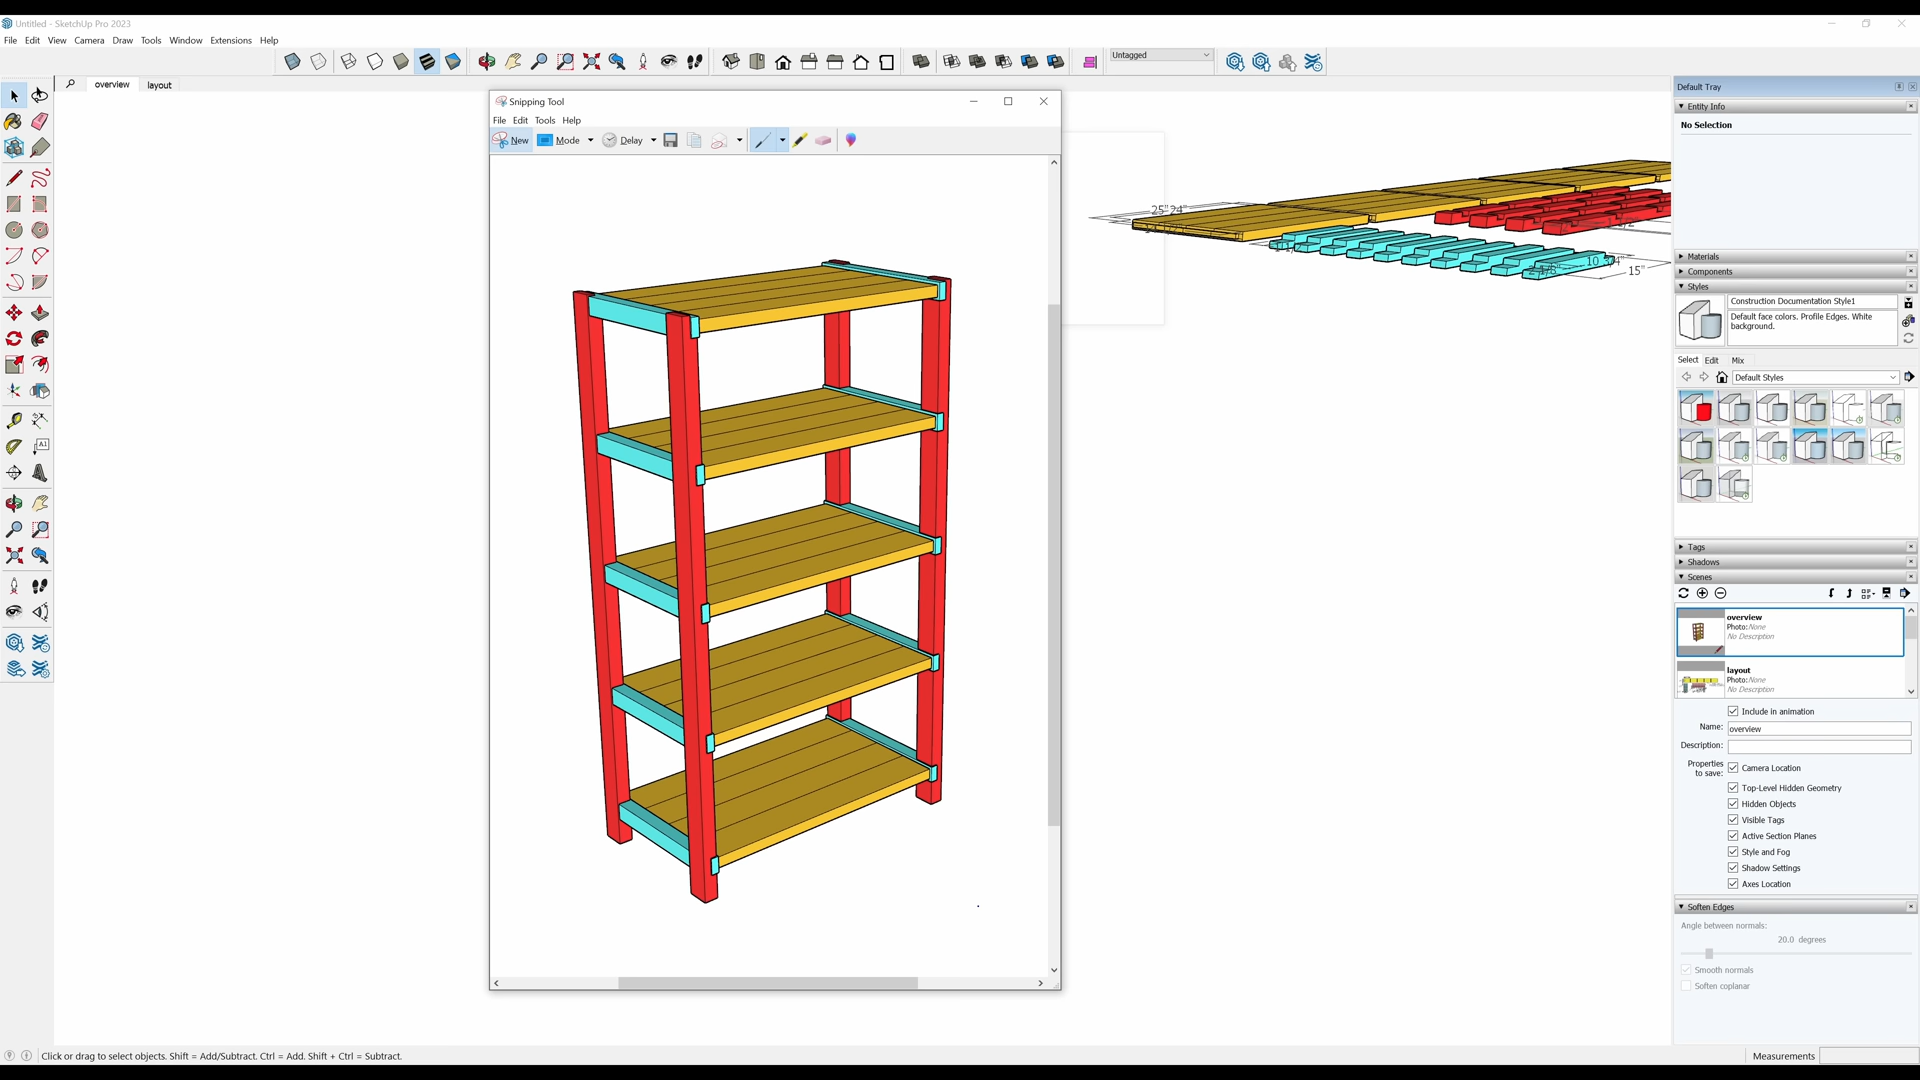 Untitled - SketchUp Pro 2023
File Edit View Camera Draw Tools Window Extensions Help
Untagged
overview layout
Snipping Tool
File Edit Tools Help
New Mode Delay
25" 24"
10 3/4"
15"
A1
Default Tray
Entity Info
No Selection
Materials
Components
Styles
Construction Documentation Style1
Default face colors. Profile Edges. White
background.
Select Edit Mix
Default Styles
Tags
Shadows
Scenes
overview
Photo: None
No Description
layout
Photo: None
No Description
Include in animation
Name: overview
Description:
Properties
to save:
Camera Location
Top-Level Hidden Geometry
Hidden Objects
Visible Tags
Active Section Planes
Style and Fog
Shadow Settings
Axes Location
Soften Edges
Angle between normals:
20.0 degrees
Smooth normals
Soften coplanar
Click or drag to select objects. Shift = Add/Subtract. Ctrl = Add. Shift + Ctrl = Subtract.
Measurements